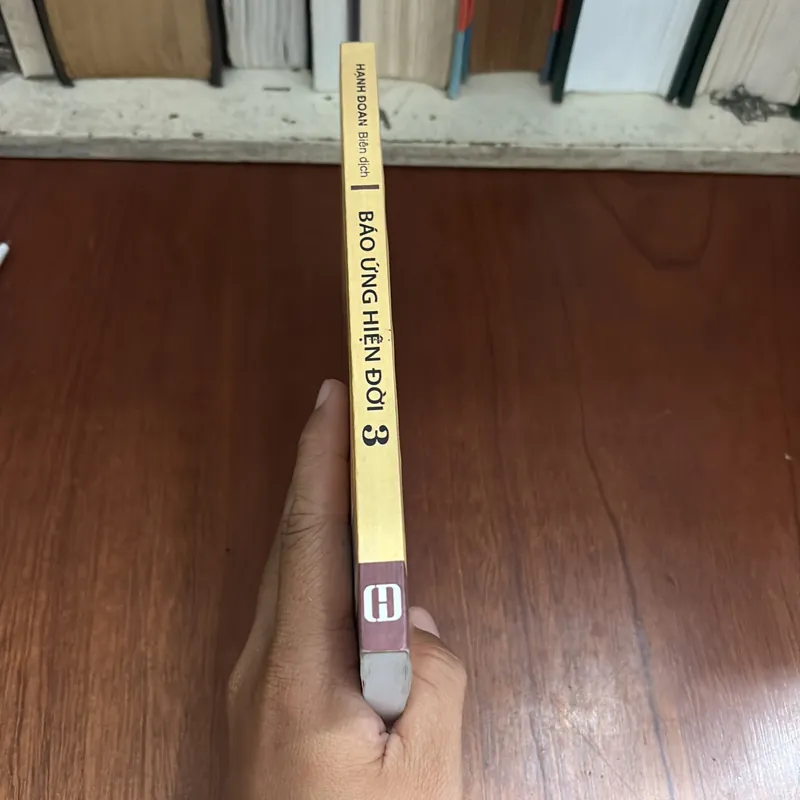 HẠNH ĐOAN Biên dịch
BÁO ỨNG HIỆN ĐỜI 3